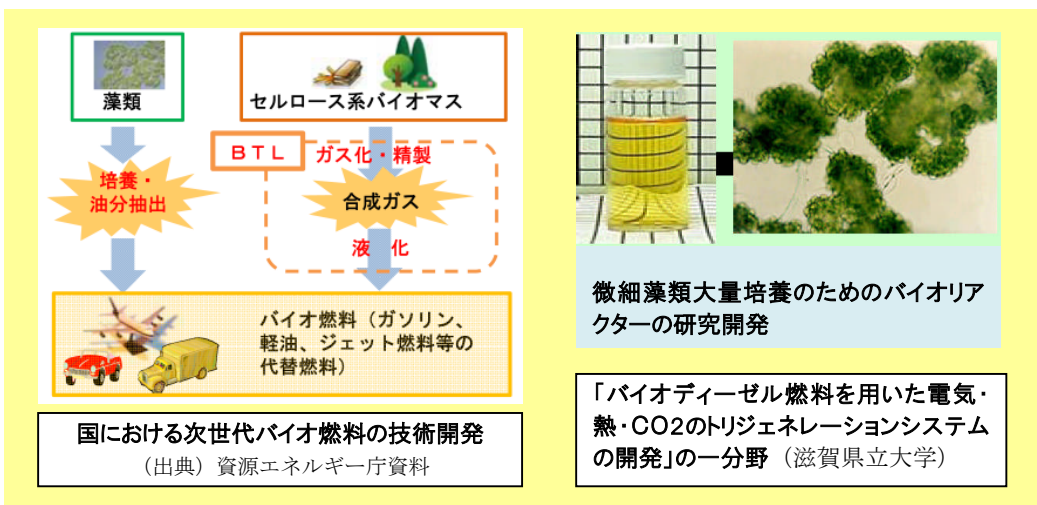 藻類
セルロース系バイオマス
培養・
油分抽出
BTL
ガス化・精製
合成ガス
液 化
バイオ燃料（ガソリン、
軽油、ジェット燃料等の
代替燃料）
国における次世代バイオ燃料の技術開発
（出典）資源エネルギー庁資料
微細藻類大量培養のためのバイオリア
クターの研究開発
「バイオディーゼル燃料を用いた電気・
熱・CO2のトリジェネレーションシステム
の開発」の一分野（滋賀県立大学）